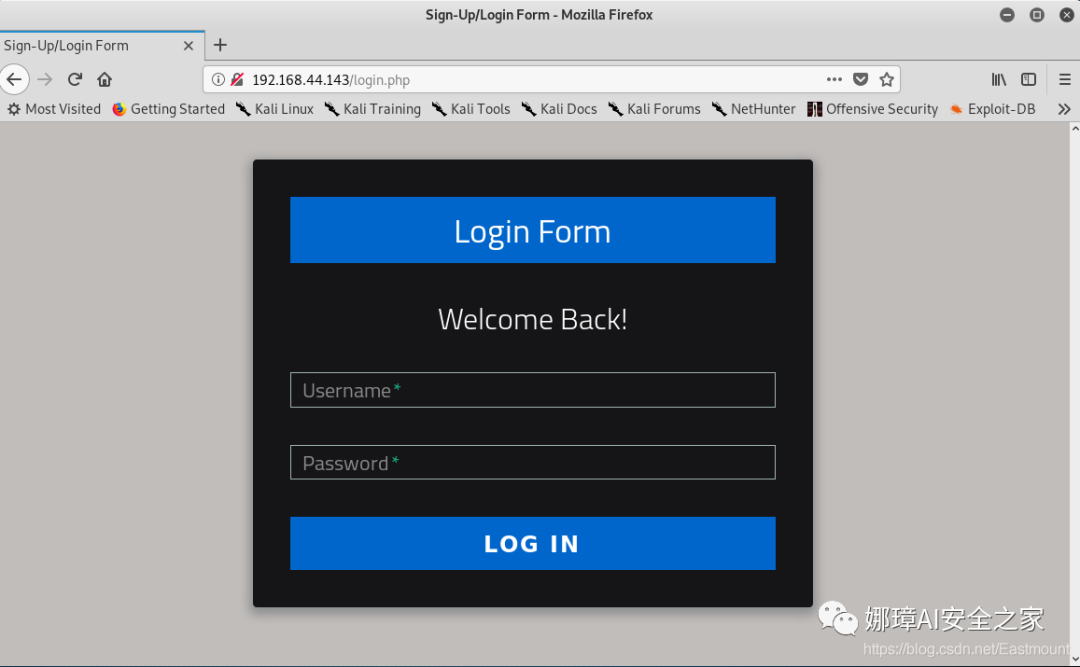 Sign-Up/Login Form - Mozilla Firefox
Sign-Up/Login Form
192.168.44.143/login.php
Most Visited Getting Started Kali Linux Kali Training Kali Tools Kali Docs Kali Forums NetHunter Offensive Security Exploit-DB
Login Form
Welcome Back!
Username*
Password*
LOG IN
娜璋AI安全之家
https://blog.csdn.net/Eastmount